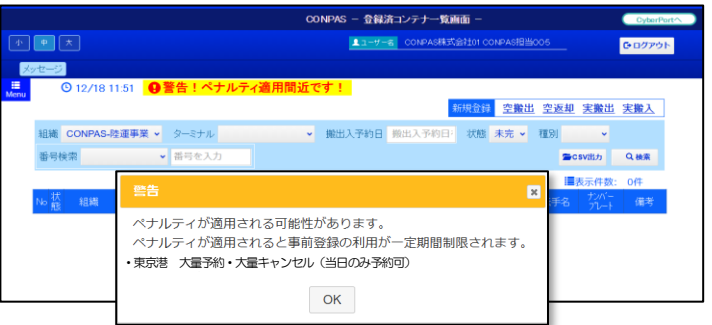 CONPAS － 登録済コンテナ一覧画面 －
CyberPortへ
小 中 大
ユーザー名 CONPAS株式会社01 CONPAS担当006
ログアウト
メッセージ
Menu
12/18 11:51 警告！ペナルティ適用間近です！
新規登録 空搬出 空返却 実搬出 実搬入
組織 CONPAS-陸運事業 ターミナル 搬出入予約日 搬出入予約日 状態 未完 種別
番号検索 番号を入力 CSV出力 検索
表示件数: 0件
No 状態 組織 手名 ナンバープレート 備考
警告
ペナルティが適用される可能性があります。
ペナルティが適用されると事前登録の利用が一定期間制限されます。
・東京港 大量予約・大量キャンセル（当日のみ予約可）
OK